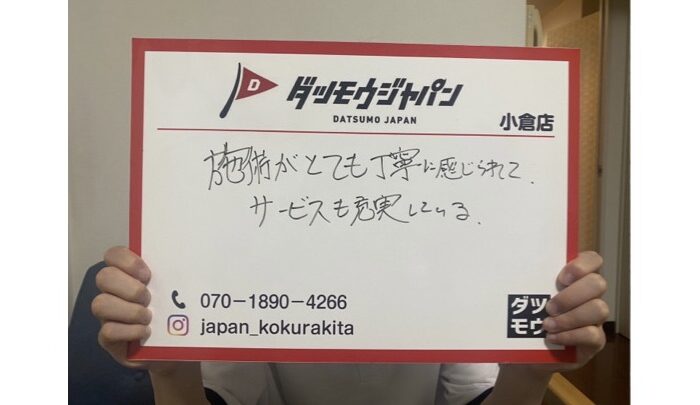 D
ダツモウジャパン
DATSUMO JAPAN
小倉店
施術がとても丁寧に感じられて、
サービスも充実している。
070-1890-4266
japan_kokurakita
ダツ
モウ